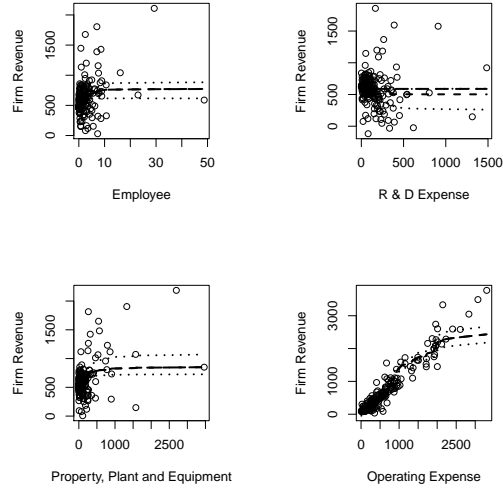 Firm Revenue
0 500 1500
0 10 20 30 40 50
Employee
Firm Revenue
0 500 1500
0 500 1000 1500
R & D Expense
Firm Revenue
0 500 1500
0 1000 2500
Property, Plant and Equipment
Firm Revenue
0 1000 3000
0 1000 2000
Operating Expense